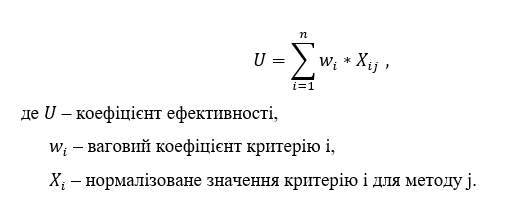 U = ∑_{i=1}^{n} w_i * X_{ij} ,
де U – коефіцієнт ефективності,
w_i – ваговий коефіцієнт критерію і,
X_i – нормалізоване значення критерію і для методу j.